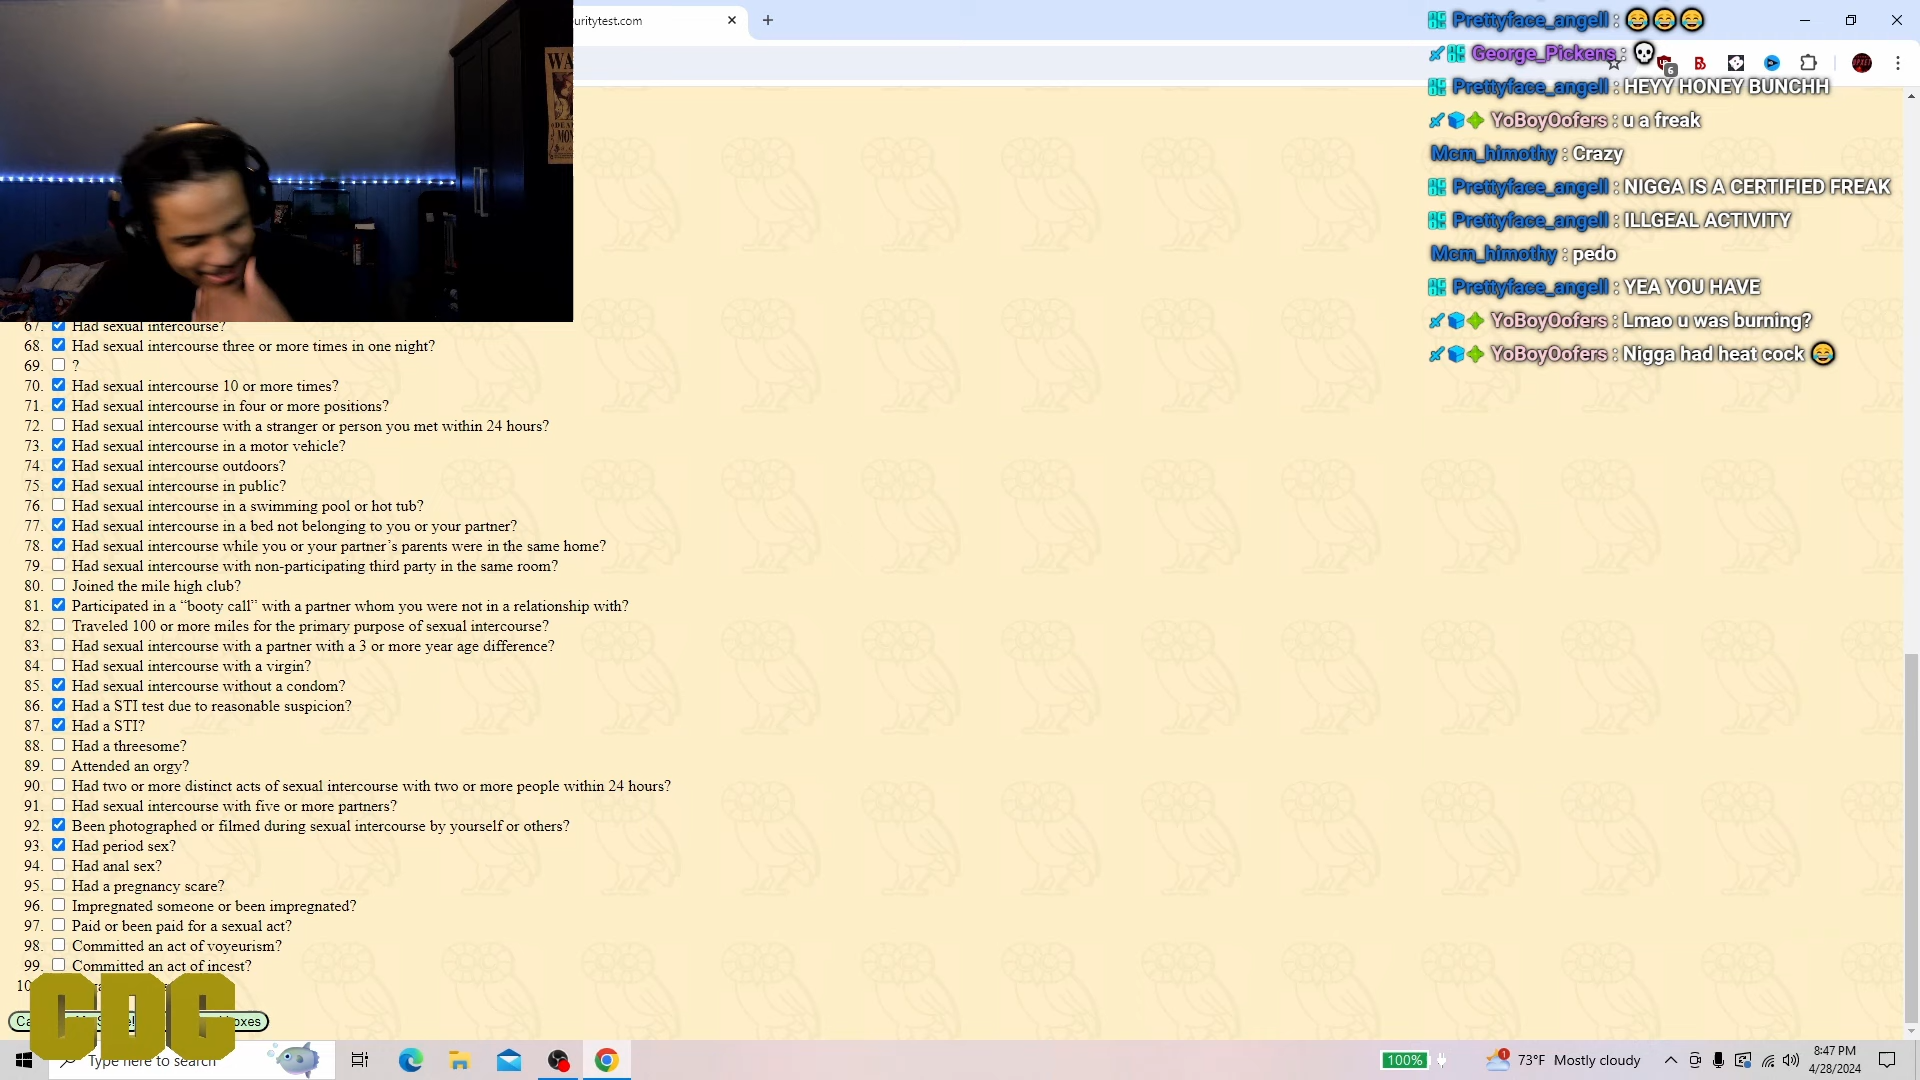 uritytest.com
WA
DEA
MON
6
Prettyface_angell : 😂😂😂
George_Pickens : 💀
Prettyface_angell : HEYY HONEY BUNCHH
YoBoyOofers : u a freak
Mcm_himothy : Crazy
Prettyface_angell : NIGGA IS A CERTIFIED FREAK
Prettyface_angell : ILLGEAL ACTIVITY
Mcm_himothy : pedo
Prettyface_angell : YEA YOU HAVE
YoBoyOofers : Lmao u was burning?
YoBoyOofers : Nigga had heat cock 😂
67. Had sexual intercourse?
68. Had sexual intercourse three or more times in one night?
69. ?
70. Had sexual intercourse 10 or more times?
71. Had sexual intercourse in four or more positions?
72. Had sexual intercourse with a stranger or person you met within 24 hours?
73. Had sexual intercourse in a motor vehicle?
74. Had sexual intercourse outdoors?
75. Had sexual intercourse in public?
76. Had sexual intercourse in a swimming pool or hot tub?
77. Had sexual intercourse in a bed not belonging to you or your partner?
78. Had sexual intercourse while you or your partner’s parents were in the same home?
79. Had sexual intercourse with non-participating third party in the same room?
80. Joined the mile high club?
81. Participated in a “booty call” with a partner whom you were not in a relationship with?
82. Traveled 100 or more miles for the primary purpose of sexual intercourse?
83. Had sexual intercourse with a partner with a 3 or more year age difference?
84. Had sexual intercourse with a virgin?
85. Had sexual intercourse without a condom?
86. Had a STI test due to reasonable suspicion?
87. Had a STI?
88. Had a threesome?
89. Attended an orgy?
90. Had two or more distinct acts of sexual intercourse with two or more people within 24 hours?
91. Had sexual intercourse with five or more partners?
92. Been photographed or filmed during sexual intercourse by yourself or others?
93. Had period sex?
94. Had anal sex?
95. Had a pregnancy scare?
96. Impregnated someone or been impregnated?
97. Paid or been paid for a sexual act?
98. Committed an act of voyeurism?
99. Committed an act of incest?
10
CDC
Type here to search
100%
1
73°F Mostly cloudy
8:47 PM
4/28/2024